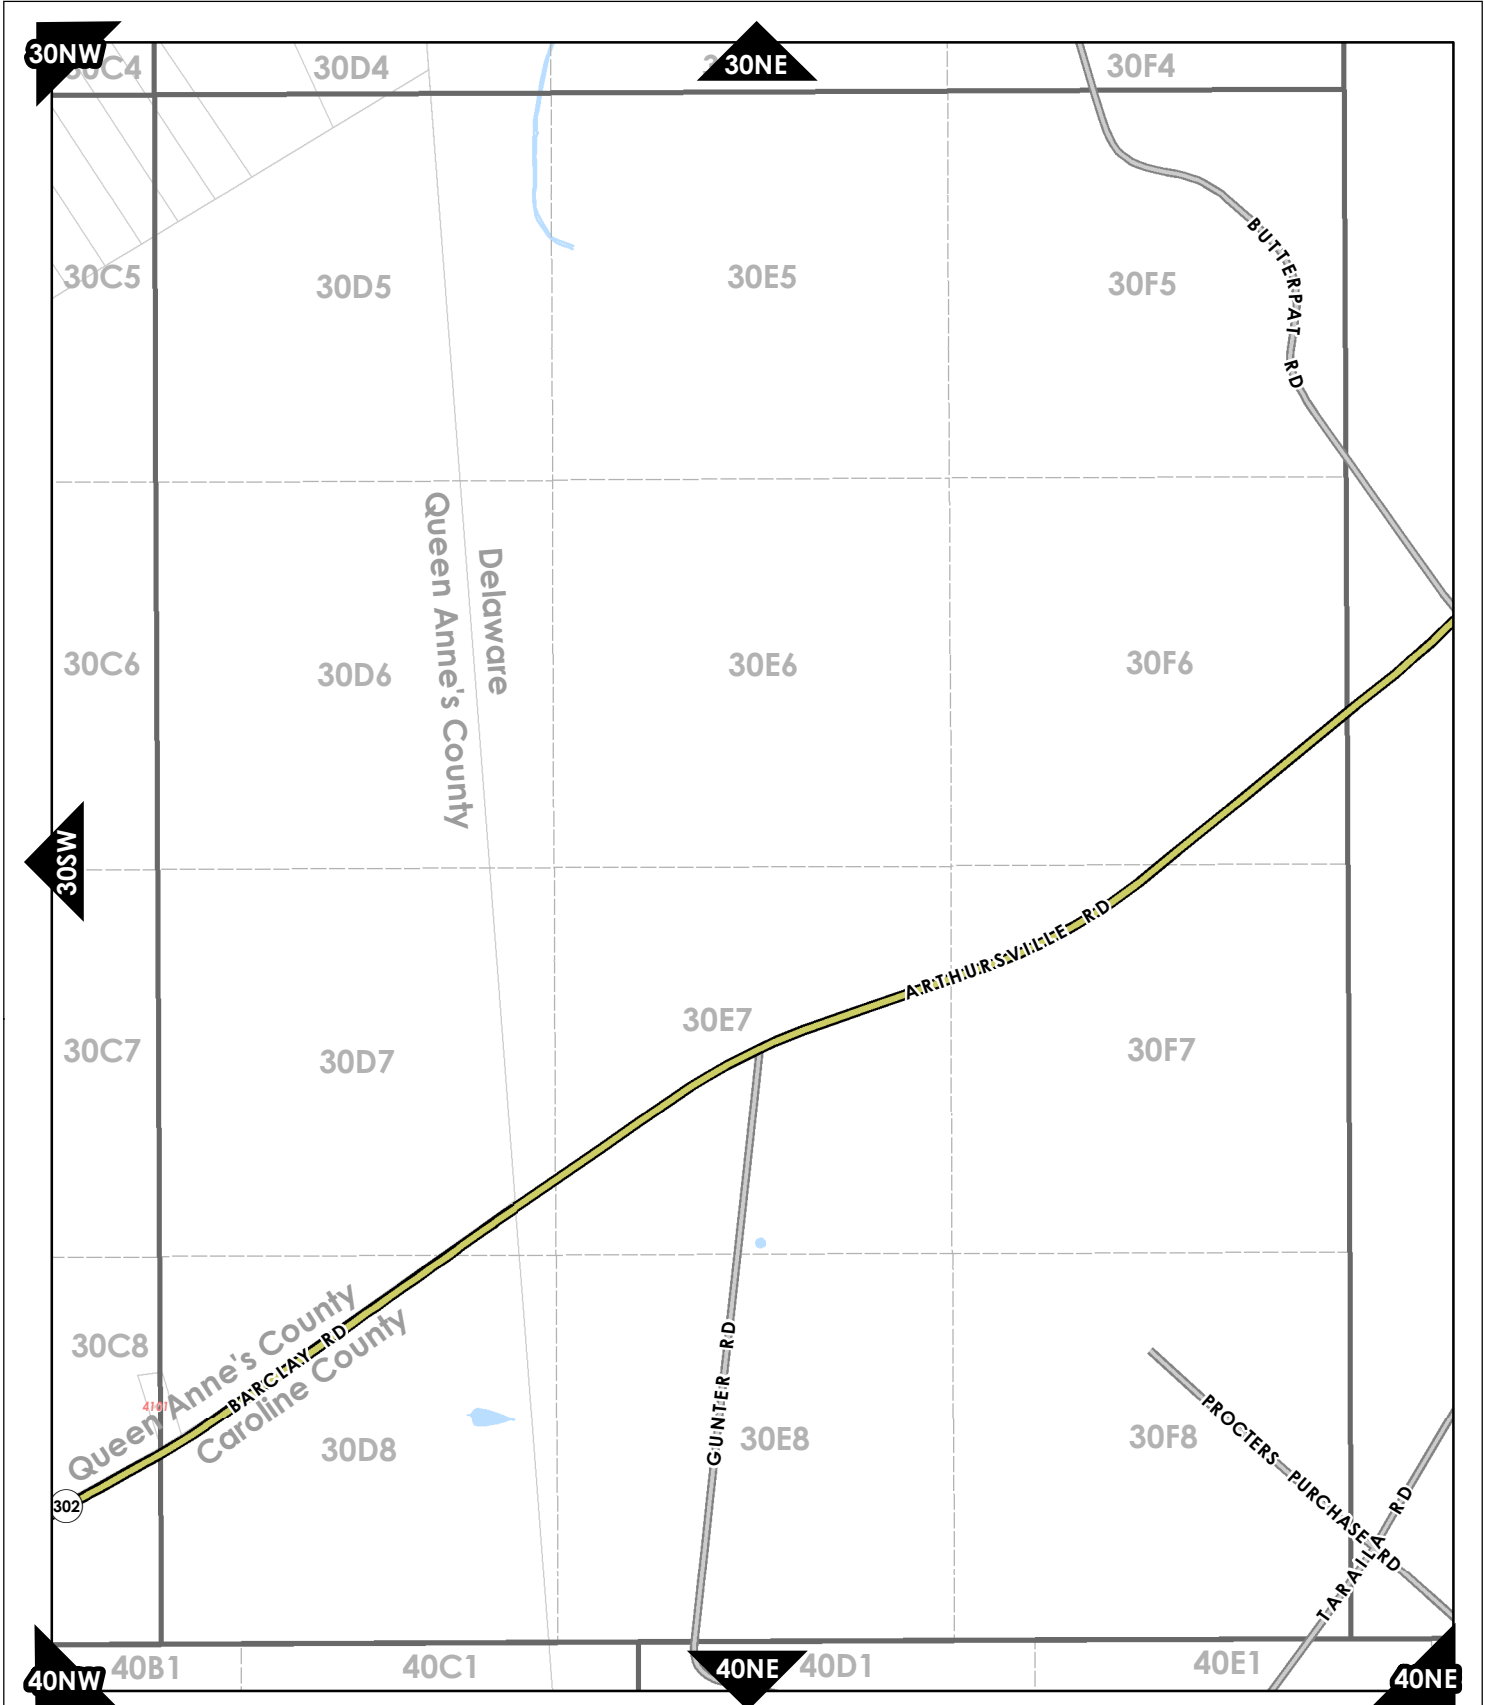 30NW
30C4
30D4
30NE
30F4
30C5
30D5
30E5
30F5
BUTTERPAT RD
Queen Anne's County
Delaware
30C6
30D6
30E6
30F6
30SW
ARTHURSVILLE RD
30C7
30D7
30E7
30F7
Queen Anne's County
BARCLAY RD
Caroline County
30C8
4101
302
30D8
GUNTER RD
30E8
30F8
PROCTERS PURCHASE RD
TARAILA RD
40NW
40B1
40C1
40NE
40D1
40E1
40NE